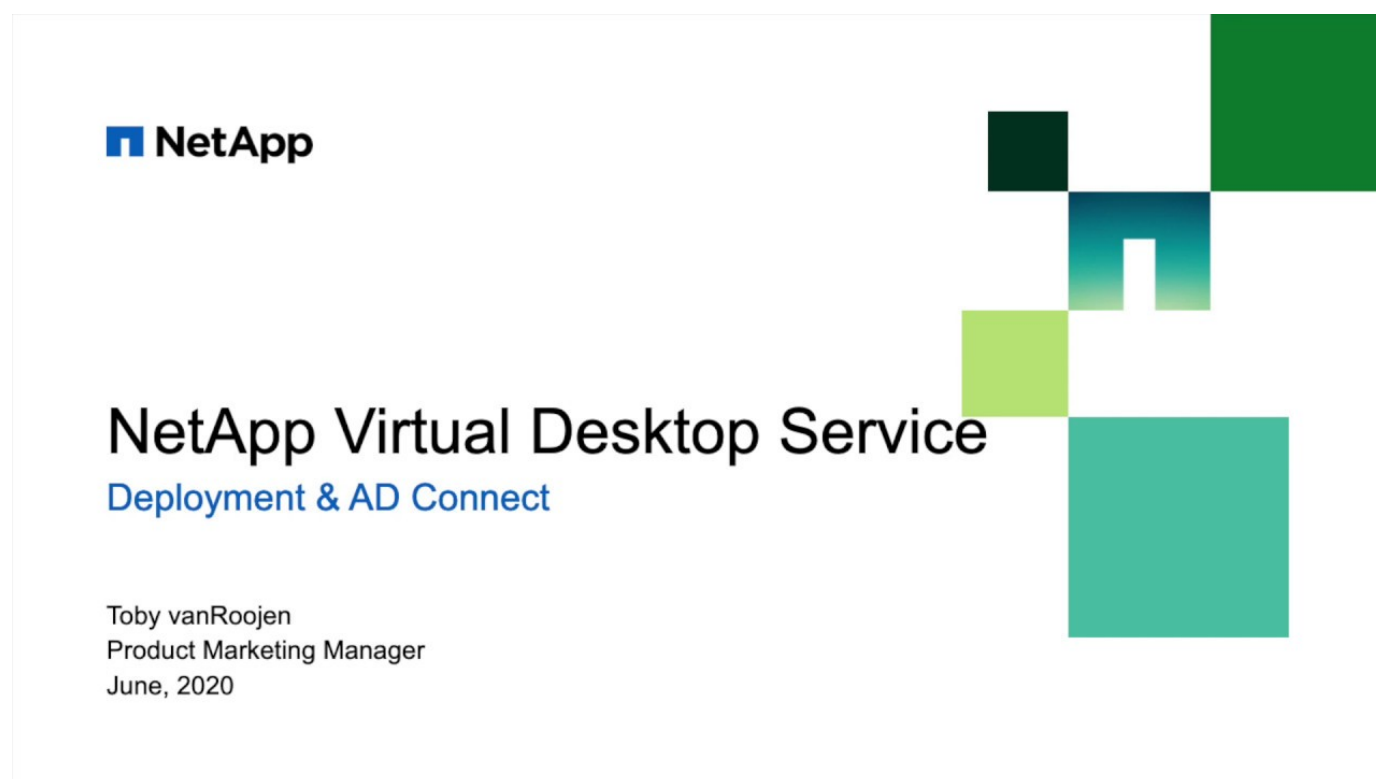 NetApp
NetApp Virtual Desktop Service
Deployment & AD Connect
Toby vanRoojen
Product Marketing Manager
June, 2020